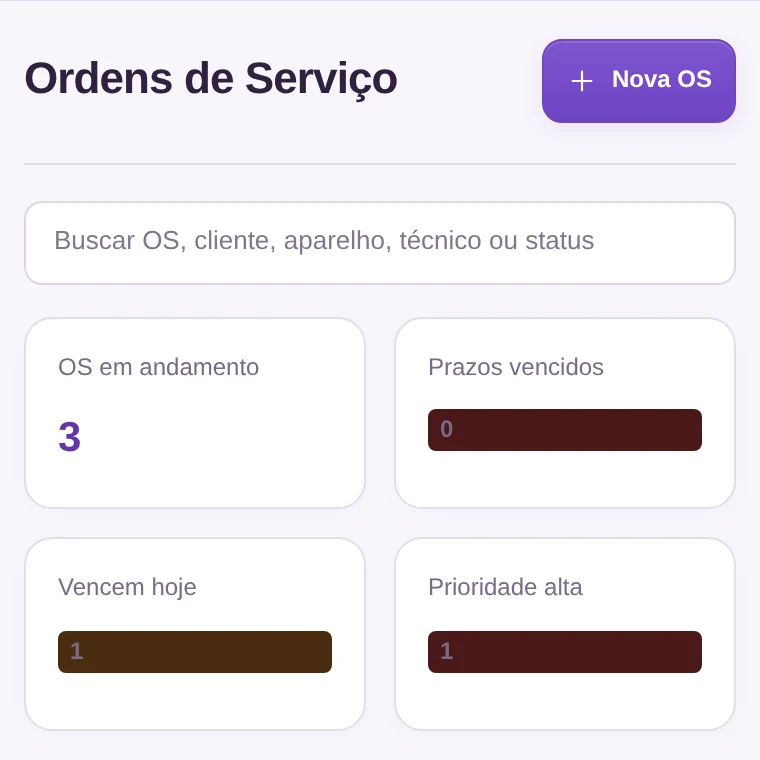 Ordens de Serviço
+ Nova OS
Buscar OS, cliente, aparelho, técnico ou status
OS em andamento
3
Prazos vencidos
0
Vencem hoje
1
Prioridade alta
1